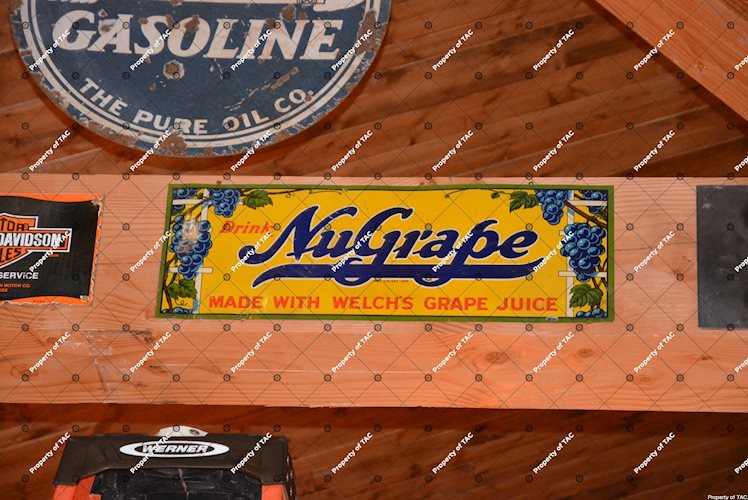 GASOLINE
THE PURE OIL CO.
Drink
NuGrape
MADE WITH WELCH'S GRAPE JUICE
DAVIDSON
SERVICE
WERNER
Property of TAC